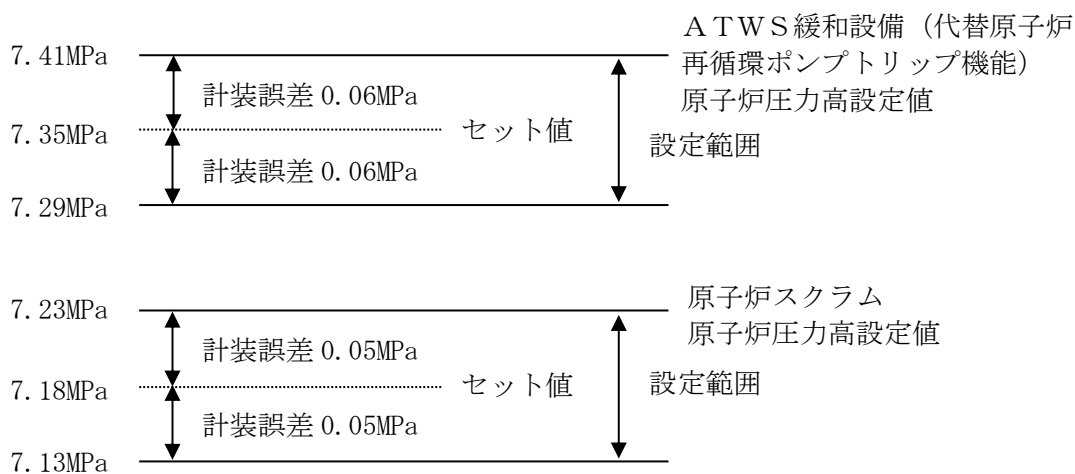 ＡＴＷＳ緩和設備（代替原子炉
再循環ポンプトリップ機能）
原子炉圧力高設定値
7.41MPa
計装誤差 0.06MPa
7.35MPa
セット値
設定範囲
計装誤差 0.06MPa
7.29MPa
原子炉スクラム
原子炉圧力高設定値
7.23MPa
計装誤差 0.05MPa
7.18MPa
セット値
設定範囲
計装誤差 0.05MPa
7.13MPa